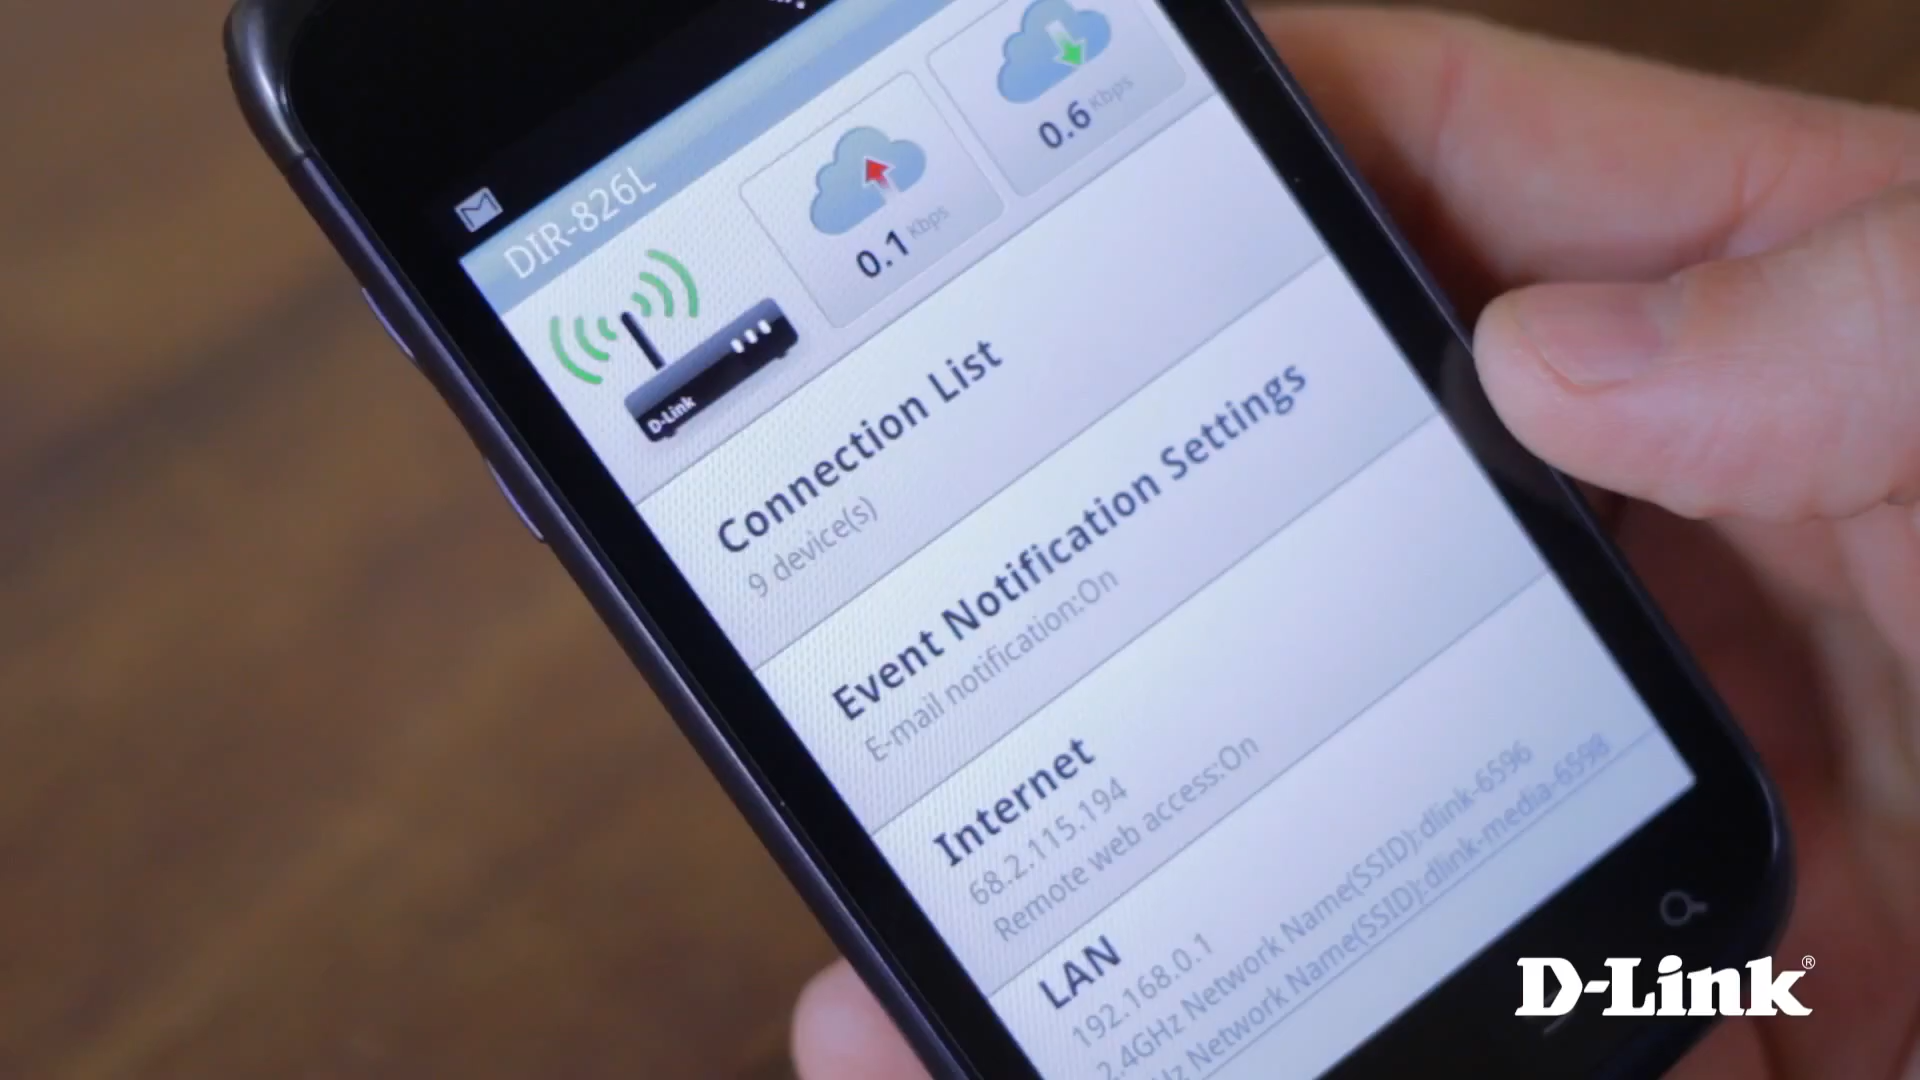 DIR-826L
0.1 Kbps
0.6 Kbps
D-Link
Connection List
9 device(s)
Event Notification Settings
E-mail notification:On
Internet
68.2.115.194
Remote web access:On
LAN
192.168.0.1
2.4GHz Network Name(SSID):dlink-6596
Hz Network Name(SSID):dlink-media-6598
D-Link®